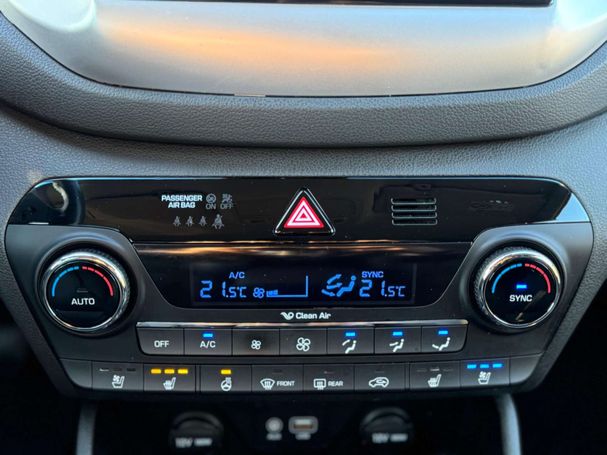 PASSENGER
AIR BAG
ON OFF
A/C SYNC
21.5°C 21.5°C
AUTO
SYNC
Clean Air
OFF A/C
FRONT REAR
12V 12V